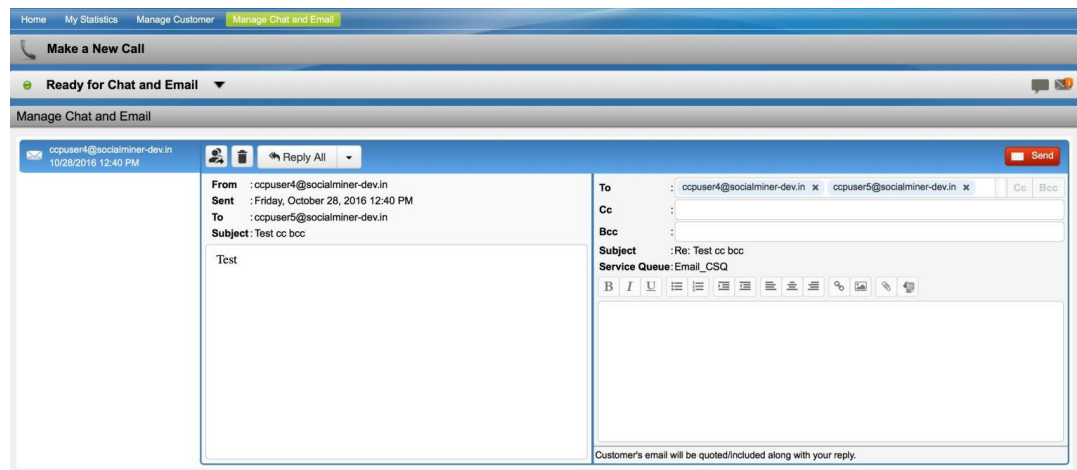 Home My Statistics Manage Customer Manage Chat and Email
Make a New Call
Ready for Chat and Email
Manage Chat and Email
ccpuser4@socialminer-dev.in
10/28/2016 12:40 PM
Reply All
Send
From :ccpuser4@socialminer-dev.in
Sent :Friday, October 28, 2016 12:40 PM
To :ccpuser5@socialminer-dev.in
Subject: Test cc bcc
Test
To : ccpuser4@socialminer-dev.in x ccpuser5@socialminer-dev.in x Cc Bcc
Cc :
Bcc :
Subject :Re: Test cc bcc
Service Queue:Email_CSQ
B I U
Customer's email will be quoted/included along with your reply.